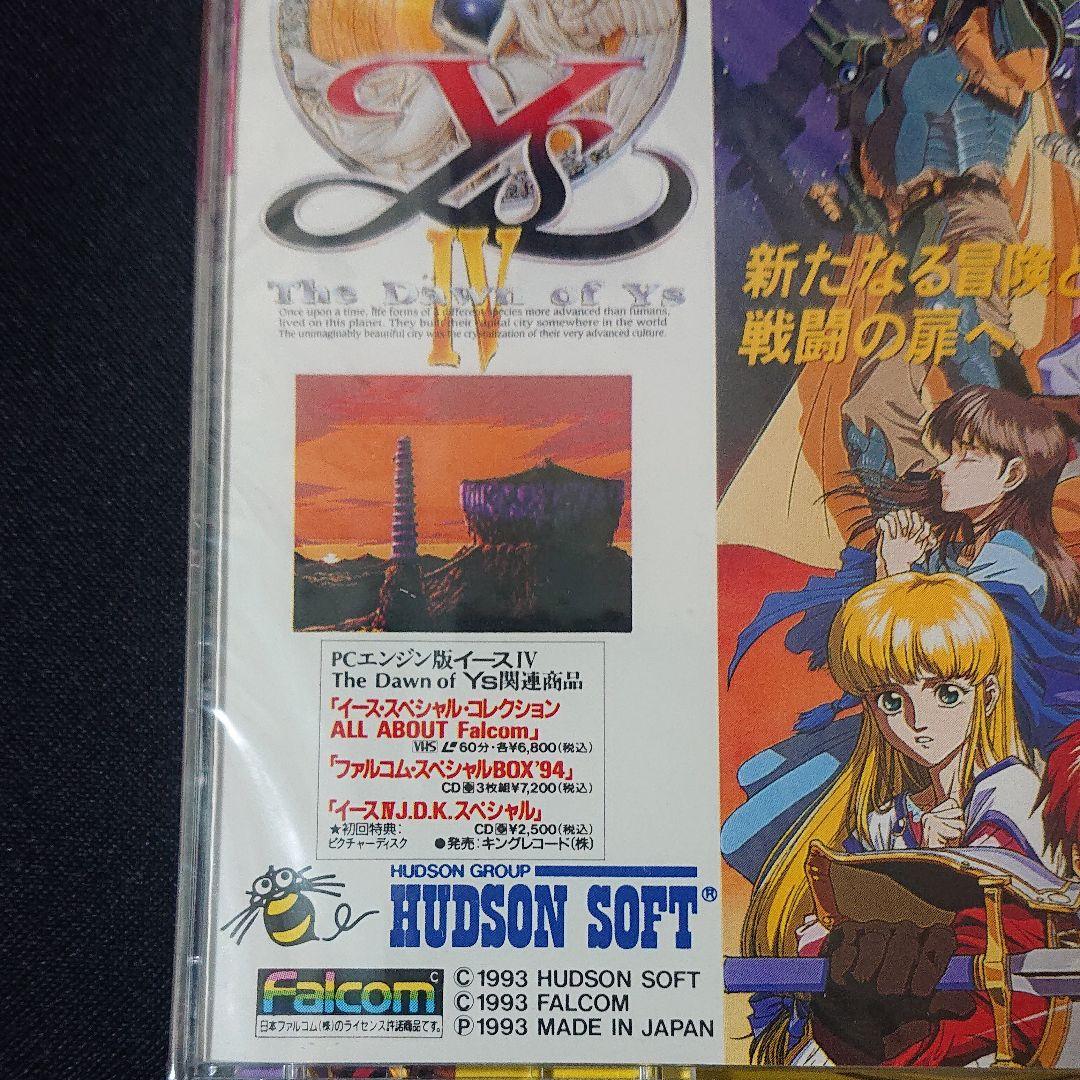 Ys
IV
The Dawn of Ys
Once upon a time, life forms of a different species more advanced than humans,
lived on this planet. They built their capital city somewhere in the world
The unimaginably beautiful city was the crystalization of their very advanced culture.
新たなる冒険と
戦闘の扉へ
PCエンジン版イースIV
The Dawn of Ys関連商品
「イース・スペシャル・コレクション
ALL ABOUT Falcom」
VHS LD 60分・各¥6,800(税込)
「ファルコム・スペシャルBOX'94」
CD 3枚組¥7,200(税込)
「イースⅣ J.D.K.スペシャル」
★初回特典: CD ¥2,500(税込)
ピクチャーディスク ●発売:キングレコード(株)
HUDSON GROUP
HUDSON SOFT®
Falcom C
日本ファルコム(株)のライセンス許諾商品です。
Ⓒ1993 HUDSON SOFT
Ⓒ1993 FALCOM
Ⓟ1993 MADE IN JAPAN